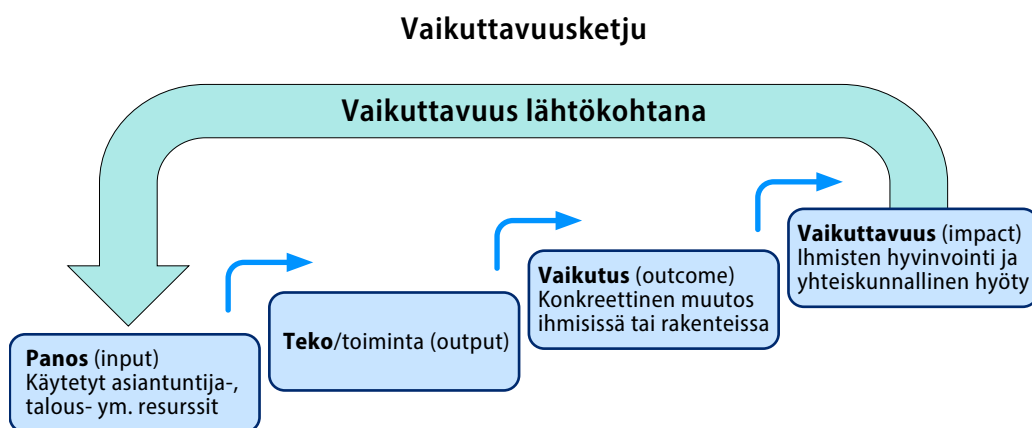 Vaikuttavuusketju
Vaikuttavuus lähtökohtana
Panos (input)
Käytetyt asiantuntija-,
talous- ym. resurssit
Teko/toiminta (output)
Vaikutus (outcome)
Konkreettinen muutos
ihmisissä tai rakenteissa
Vaikuttavuus (impact)
Ihmisten hyvinvointi ja
yhteiskunnallinen hyöty